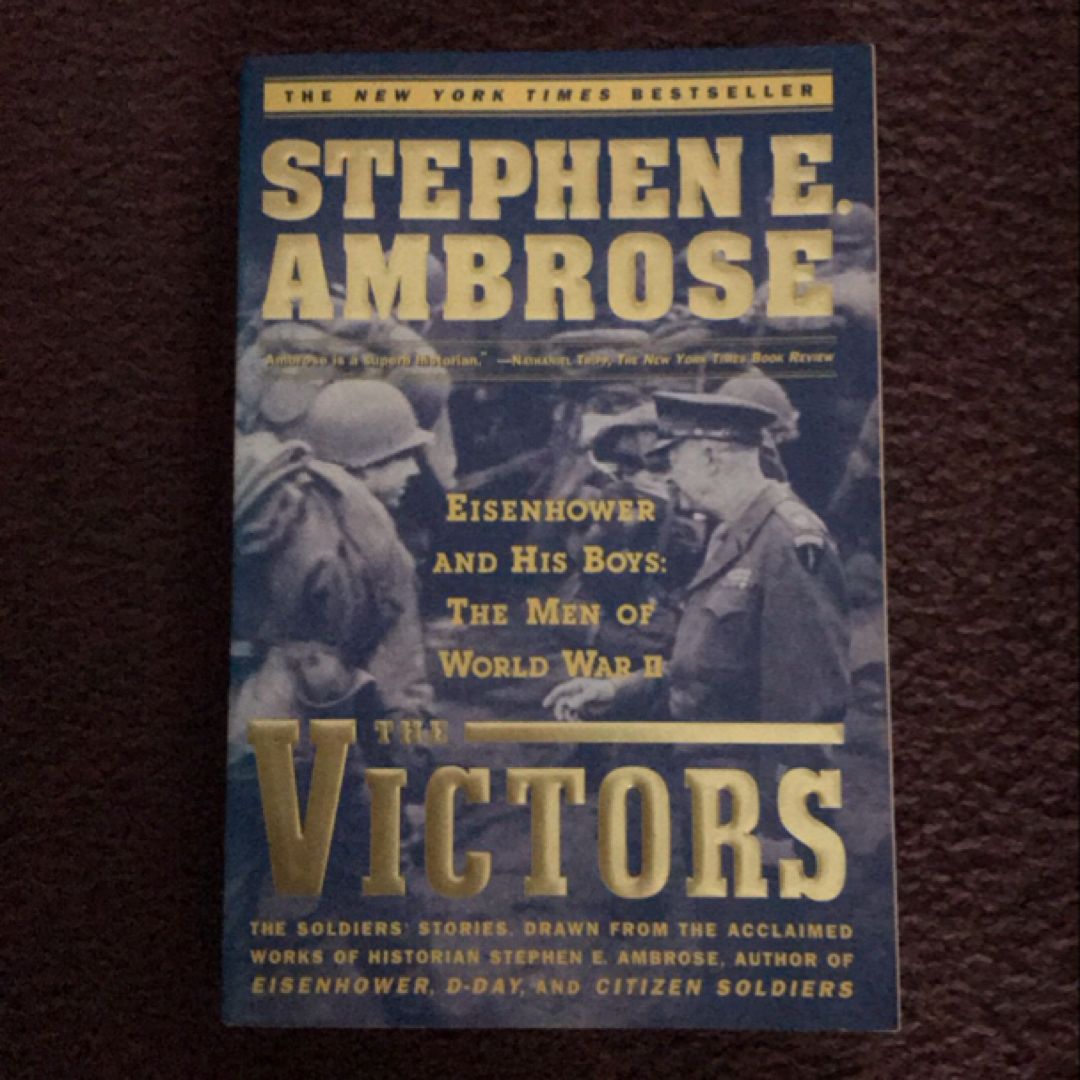 THE NEW YORK TIMES BESTSELLER
STEPHEN E.
AMBROSE
"Ambrose is a superb historian." —NATHANIEL TRIPP, THE NEW YORK TIMES BOOK REVIEW
EISENHOWER
AND HIS BOYS:
THE MEN OF
WORLD WAR II
THE
VICTORS
THE SOLDIERS' STORIES, DRAWN FROM THE ACCLAIMED
WORKS OF HISTORIAN STEPHEN E. AMBROSE, AUTHOR OF
EISENHOWER, D-DAY, AND CITIZEN SOLDIERS